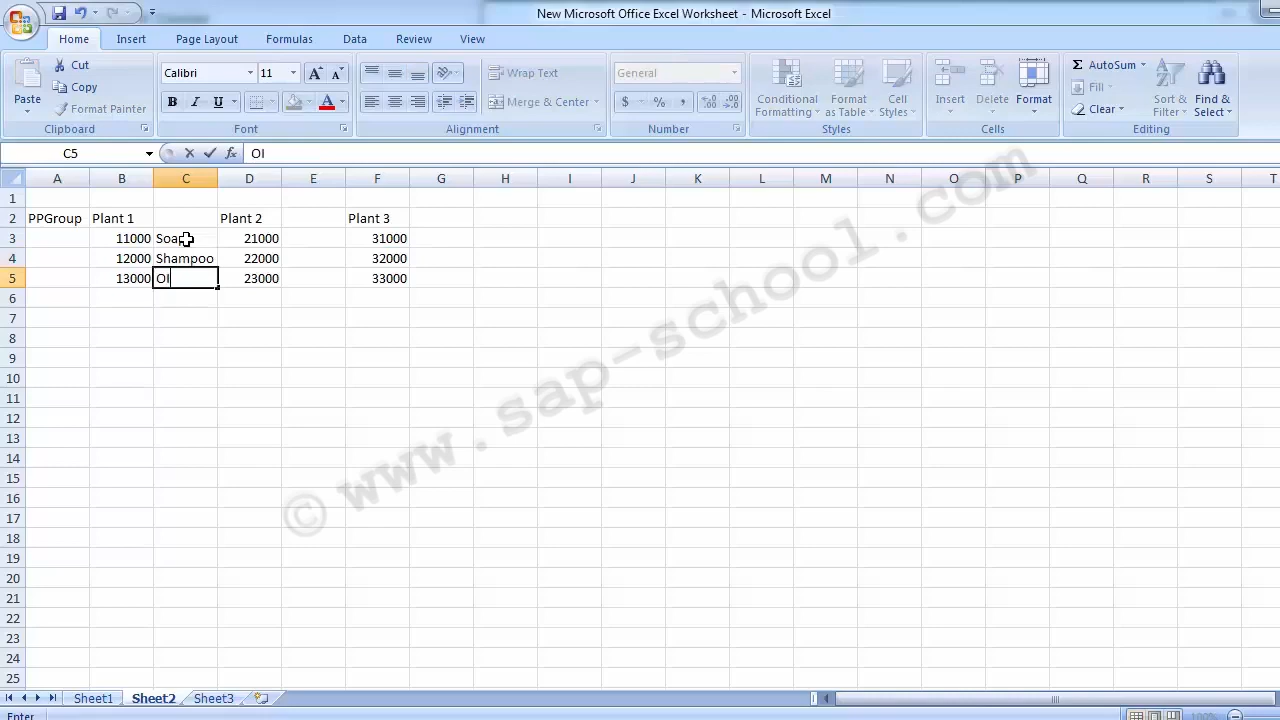 New Microsoft Office Excel Worksheet - Microsoft Excel
Home Insert Page Layout Formulas Data Review View
Paste Cut Copy Format Painter Clipboard
Calibri 11 A A B I U A Font
Wrap Text Merge & Center Alignment
General $ % , Number
Conditional Formatting Format as Table Cell Styles Styles
Insert Delete Format Cells
Σ AutoSum Fill Clear Sort & Filter Find & Select Editing
C5 fx OI
A B C D E F G H I J K L M N O P Q R S T
1
2 PPGroup Plant 1 Plant 2 Plant 3
3 11000 Soap 21000 31000
4 12000 Shampoo 22000 32000
5 13000 OI 23000 33000
6
7
8
9
10
11
12
13
14
15
16
17
18
19
20
21
22
23
24
25
© www.sap-school.com
Sheet1 Sheet2 Sheet3
Enter 100%